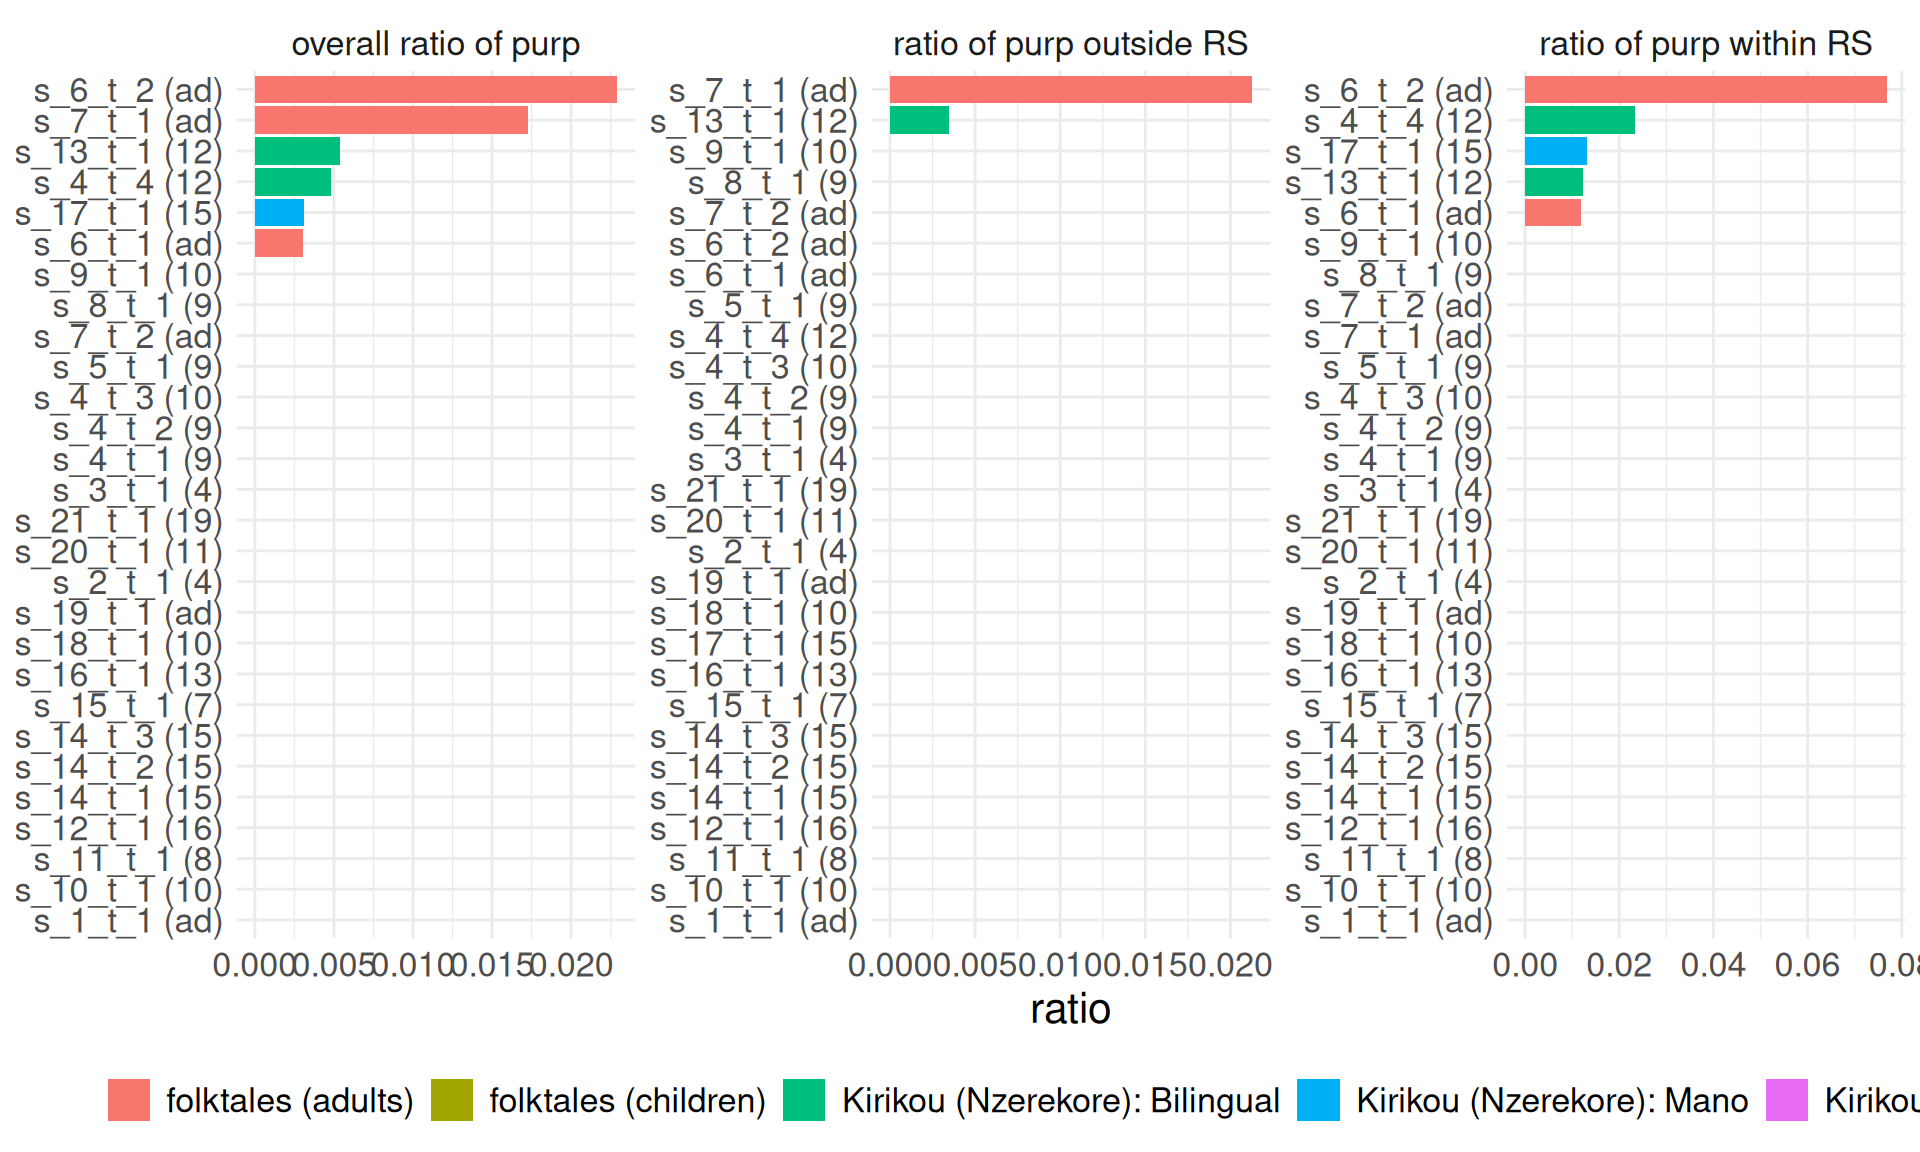 overall ratio of purp
s_6_t_2 (ad)
s_7_t_1 (ad)
s_13_t_1 (12)
s_4_t_4 (12)
s_17_t_1 (15)
s_6_t_1 (ad)
s_9_t_1 (10)
s_8_t_1 (9)
s_7_t_2 (ad)
s_5_t_1 (9)
s_4_t_3 (10)
s_4_t_2 (9)
s_4_t_1 (9)
s_3_t_1 (4)
s_21_t_1 (19)
s_20_t_1 (11)
s_2_t_1 (4)
s_19_t_1 (ad)
s_18_t_1 (10)
s_16_t_1 (13)
s_15_t_1 (7)
s_14_t_3 (15)
s_14_t_2 (15)
s_14_t_1 (15)
s_12_t_1 (16)
s_11_t_1 (8)
s_10_t_1 (10)
s_1_t_1 (ad)
0.000 0.005 0.010 0.015 0.020
ratio of purp outside RS
s_7_t_1 (ad)
s_13_t_1 (12)
s_9_t_1 (10)
s_8_t_1 (9)
s_7_t_2 (ad)
s_6_t_2 (ad)
s_6_t_1 (ad)
s_5_t_1 (9)
s_4_t_4 (12)
s_4_t_3 (10)
s_4_t_2 (9)
s_4_t_1 (9)
s_3_t_1 (4)
s_21_t_1 (19)
s_20_t_1 (11)
s_2_t_1 (4)
s_19_t_1 (ad)
s_18_t_1 (10)
s_17_t_1 (15)
s_16_t_1 (13)
s_15_t_1 (7)
s_14_t_3 (15)
s_14_t_2 (15)
s_14_t_1 (15)
s_12_t_1 (16)
s_11_t_1 (8)
s_10_t_1 (10)
s_1_t_1 (ad)
0.000 0.005 0.010 0.015 0.020
ratio of purp within RS
s_6_t_2 (ad)
s_4_t_4 (12)
s_17_t_1 (15)
s_13_t_1 (12)
s_6_t_1 (ad)
s_9_t_1 (10)
s_8_t_1 (9)
s_7_t_2 (ad)
s_7_t_1 (ad)
s_5_t_1 (9)
s_4_t_3 (10)
s_4_t_2 (9)
s_4_t_1 (9)
s_3_t_1 (4)
s_21_t_1 (19)
s_20_t_1 (11)
s_2_t_1 (4)
s_19_t_1 (ad)
s_18_t_1 (10)
s_16_t_1 (13)
s_15_t_1 (7)
s_14_t_3 (15)
s_14_t_2 (15)
s_14_t_1 (15)
s_12_t_1 (16)
s_11_t_1 (8)
s_10_t_1 (10)
s_1_t_1 (ad)
0.00 0.02 0.04 0.06
ratio
folktales (adults) folktales (children) Kirikou (Nzerekore): Bilingual Kirikou (Nzerekore): Mano